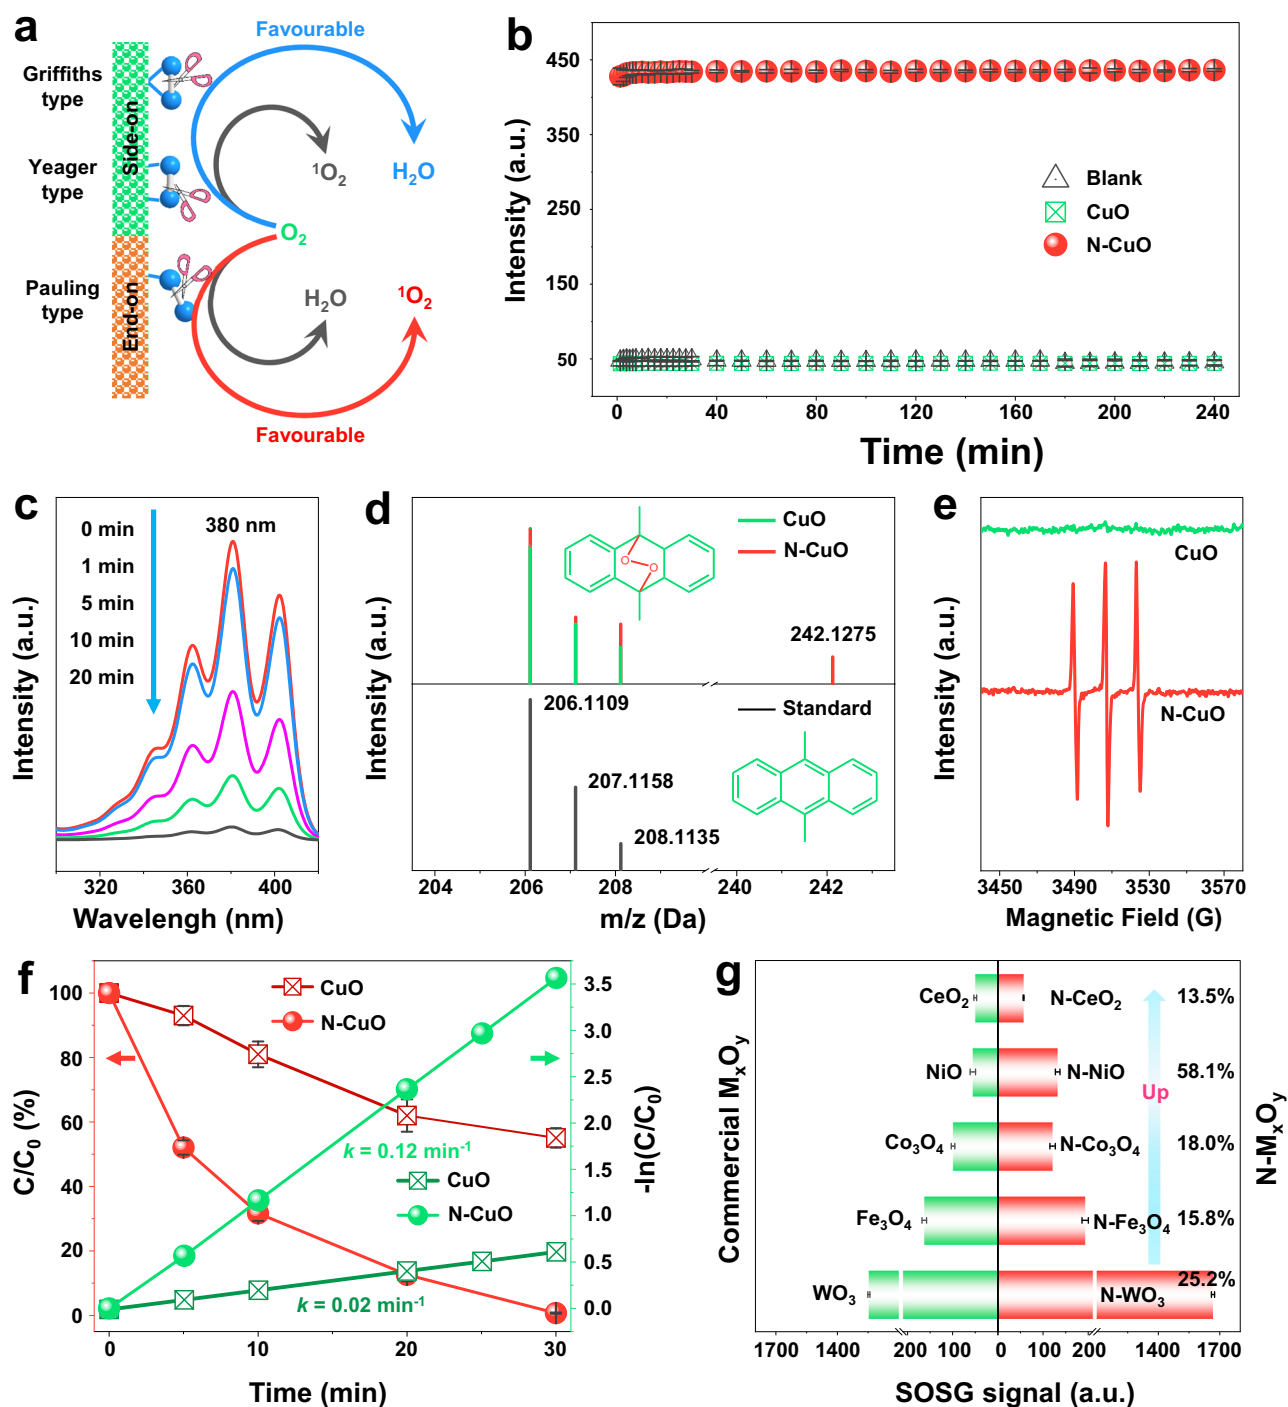 a
Favourable
Griffiths
type
Side-on
Yeager
type
¹O₂
H₂O
O₂
Pauling
type
End-on
H₂O
¹O₂
Favourable
b
Intensity (a.u.)
450
350
250
150
50
Blank
CuO
N-CuO
0
40
80
120
160
200
240
Time (min)
c
Intensity (a.u.)
0 min
1 min
5 min
10 min
20 min
380 nm
320
360
400
Wavelengh (nm)
d
Intensity (a.u.)
CuO
N-CuO
O
O
242.1275
206.1109
Standard
207.1158
208.1135
204
206
208
240
242
m/z (Da)
e
Intensity (a.u.)
CuO
N-CuO
3450
3490
3530
3570
Magnetic Field (G)
f
C/C₀ (%)
100
80
60
40
20
0
CuO
N-CuO
k = 0.12 min⁻¹
CuO
N-CuO
k = 0.02 min⁻¹
3.5
3.0
2.5
2.0
1.5
1.0
0.5
0.0
-ln(C/C₀)
0
10
20
30
Time (min)
g
Commercial MₓOᵧ
CeO₂
N-CeO₂
13.5%
NiO
N-NiO
58.1%
Up
Co₃O₄
N-Co₃O₄
18.0%
Fe₃O₄
N-Fe₃O₄
15.8%
WO₃
N-WO₃
25.2%
N-MₓOᵧ
1700
1400
200
100
0
100
200
1400
1700
SOSG signal (a.u.)